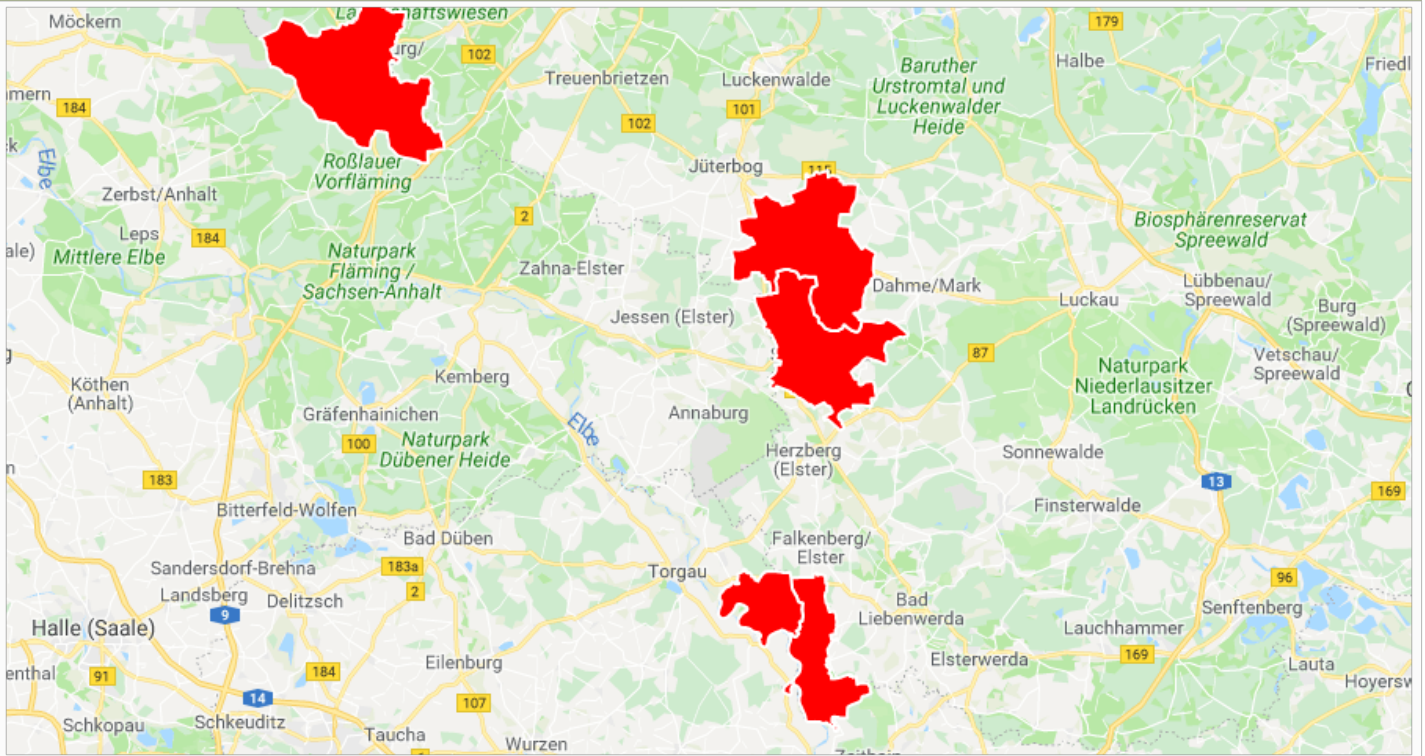 Möckern
102
179
Halbe
184
Treuenbrietzen
Luckenwalde
101
Baruther
Urstromtal und
Luckenwalder
Heide
102
Elbe
Roßlauer
Vorfläming
Jüterbog
115
Zerbst/Anhalt
Leps
184
Mittlere Elbe
2
Naturpark
Fläming /
Sachsen-Anhalt
Zahna-Elster
Biosphärenreservat
Spreewald
Dahme/Mark
Luckau
Lübbenau/
Spreewald
Burg
(Spreewald)
Jessen (Elster)
87
Vetschau/
Spreewald
Köthen
(Anhalt)
Kemberg
Naturpark
Niederlausitzer
Landrücken
Gräfenhainichen
Annaburg
Elbe
100
Naturpark
Dübener Heide
Herzberg
(Elster)
Sonnewalde
183
13
169
Bitterfeld-Wolfen
Finsterwalde
Bad Düben
Falkenberg/
Elster
Sandersdorf-Brehna
183a
Torgau
96
Landsberg
Delitzsch
2
9
Bad
Liebenwerda
Senftenberg
Halle (Saale)
Lauchhammer
169
Eilenburg
Elsterwerda
Lauta
91
184
14
107
Schkopau
Schkeuditz
Taucha
Wurzen